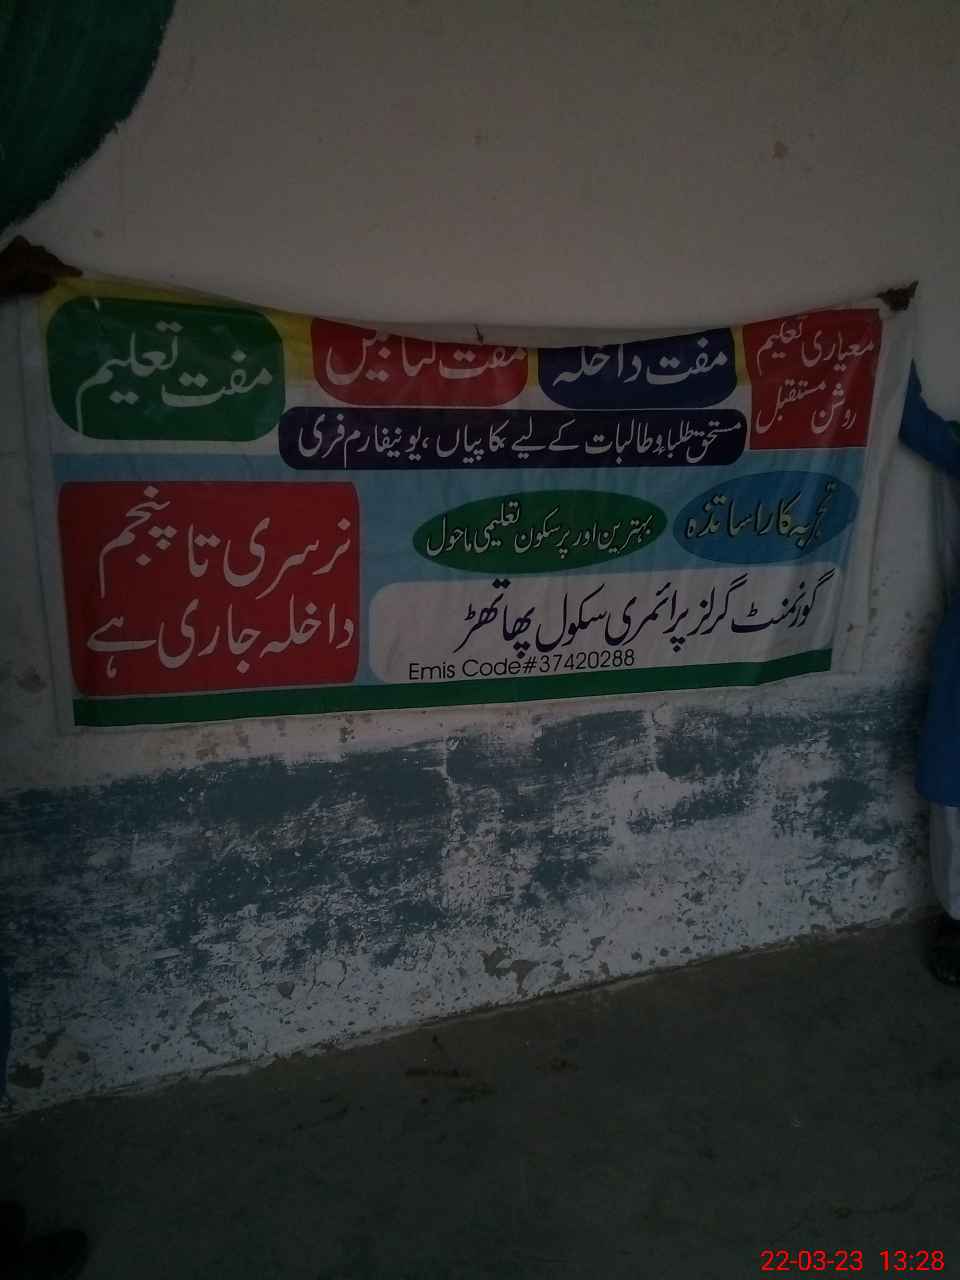 معیاری تعلیم
روشن مستقبل
مفت داخلہ
مفت کتابیں
مفت تعلیم
مستحق طلباء و طالبات کے لیے کاپیاں، یونیفارم فری
تجربہ کار اساتذہ
بہترین اور پرسکون تعلیمی ماحول
نرسری تا پنجم
داخلہ جاری ہے
گورنمنٹ گرلز پرائمری سکول پھاتھڑ
Emis Code#37420288
22-03-23 13:28